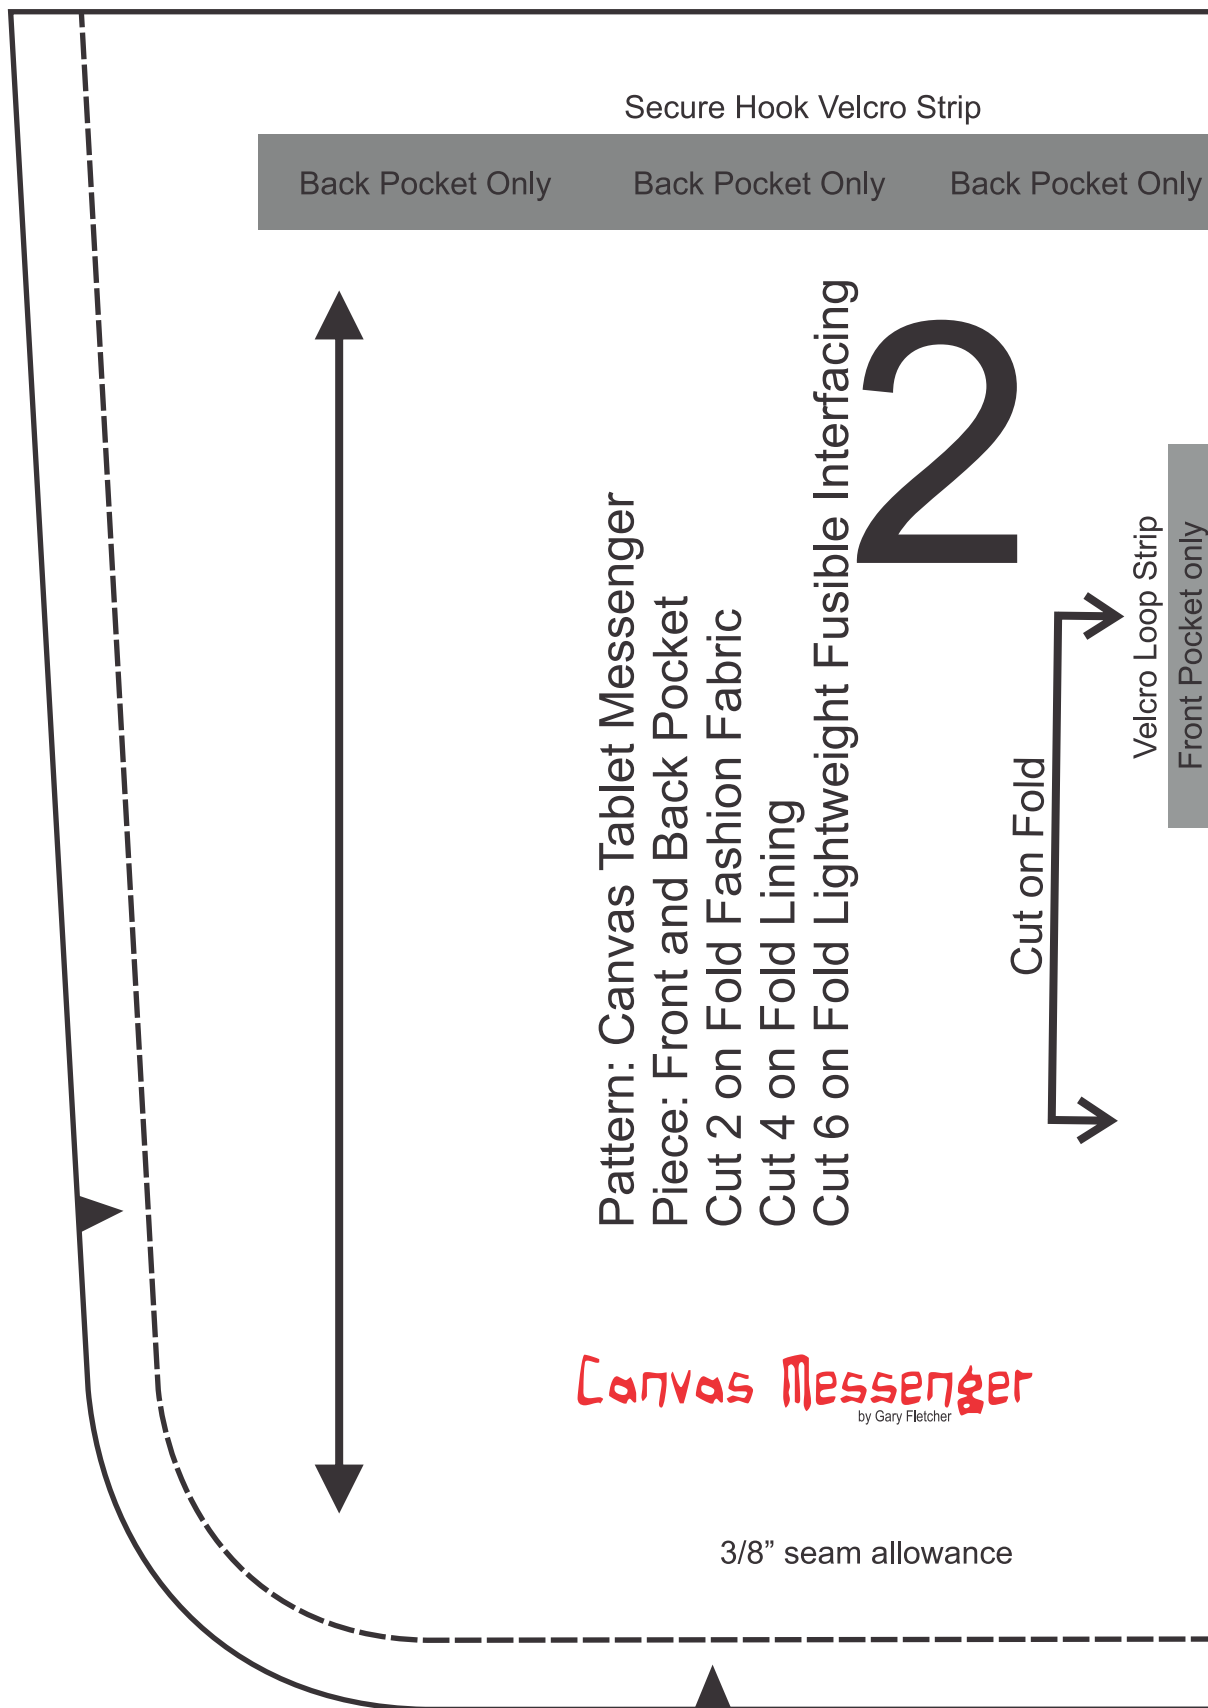 Secure Hook Velcro Strip
Back Pocket Only Back Pocket Only Back Pocket Only
2
Pattern: Canvas Tablet Messenger
Piece: Front and Back Pocket
Cut 2 on Fold Fashion Fabric
Cut 4 on Fold Lining
Cut 6 on Fold Lightweight Fusible Interfacing
Cut on Fold
Velcro Loop Strip
Front Pocket only
Canvas Messenger
by Gary Fletcher
3/8” seam allowance